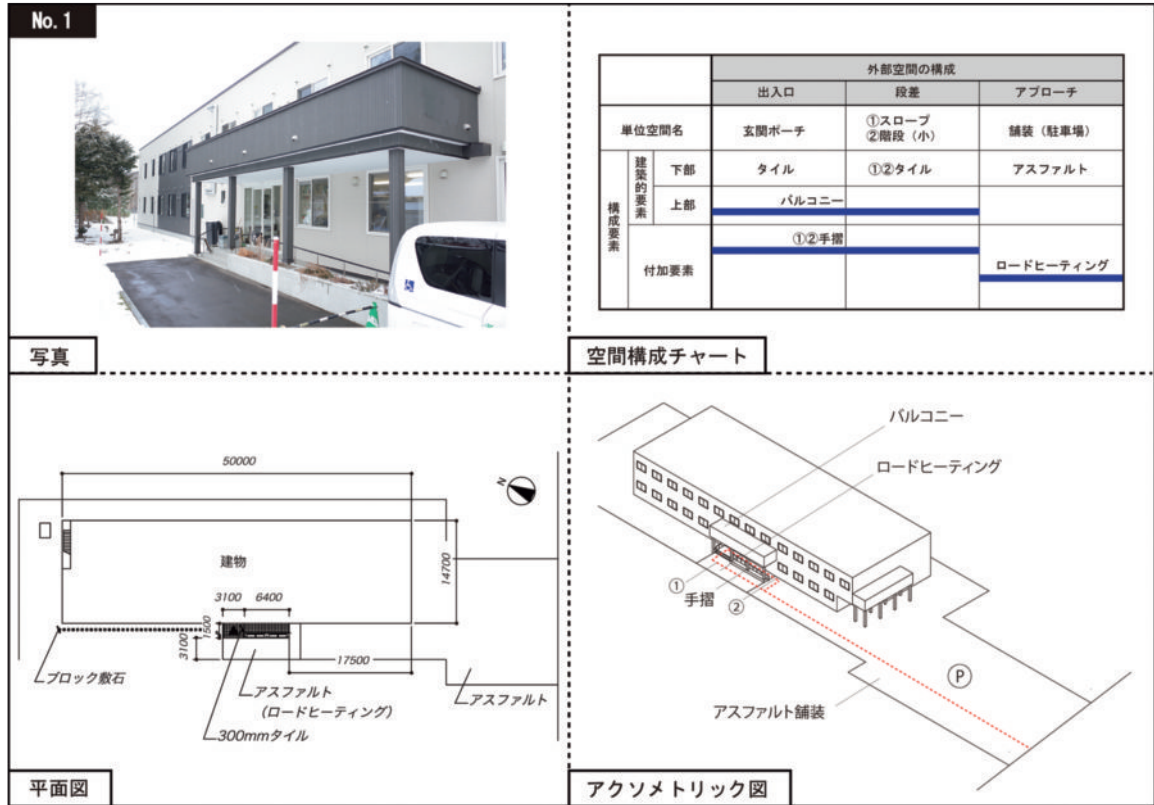 No. 1
写真
外部空間の構成
出入口 段差 アプローチ
単位空間名 玄関ポーチ ①スロープ ②階段（小） 舗装（駐車場）
構成要素 建築的要素 下部 タイル ①②タイル アスファルト
上部 バルコニー
付加要素 ①②手摺
ロードヒーティング
空間構成チャート
50000
N
建物
14700
3100 6400
1500
3100
17500
ブロック敷石
アスファルト
（ロードヒーティング）
アスファルト
300mmタイル
平面図
バルコニー
ロードヒーティング
①
手摺
②
P
アスファルト舗装
アクソメトリック図